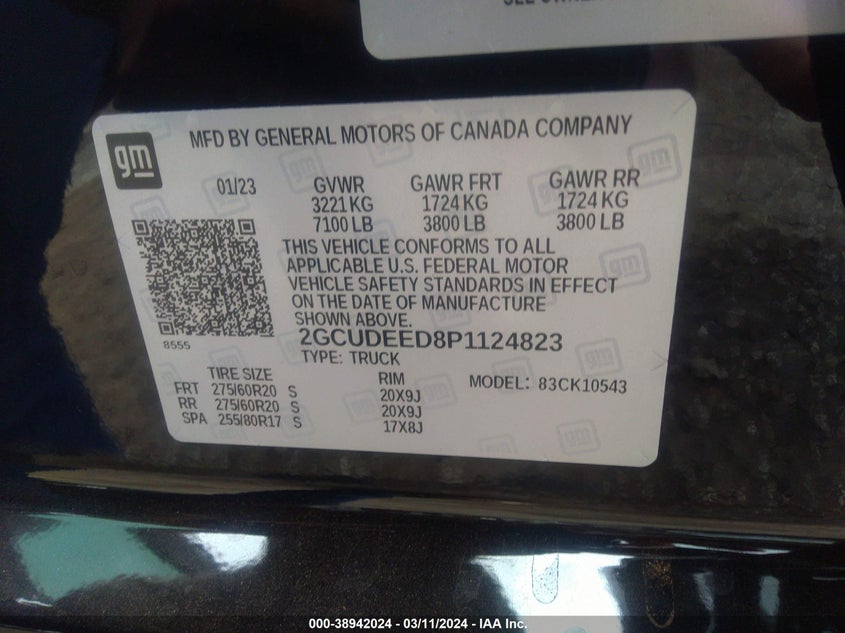 SEE OWNER
gm
MFD BY GENERAL MOTORS OF CANADA COMPANY
01/23 GVWR GAWR FRT GAWR RR
3221 KG 1724 KG 1724 KG
7100 LB 3800 LB 3800 LB
THIS VEHICLE CONFORMS TO ALL
APPLICABLE U.S. FEDERAL MOTOR
VEHICLE SAFETY STANDARDS IN EFFECT
ON THE DATE OF MANUFACTURE
SHOWN ABOVE.
8555
2GCUDEED8P1124823
TYPE: TRUCK
TIRE SIZE RIM MODEL: 83CK10543
FRT 275/60R20 S 20X9J
RR 275/60R20 S 20X9J
SPA 255/80R17 S 17X8J
000-38942024 - 03/11/2024 - IAA Inc.